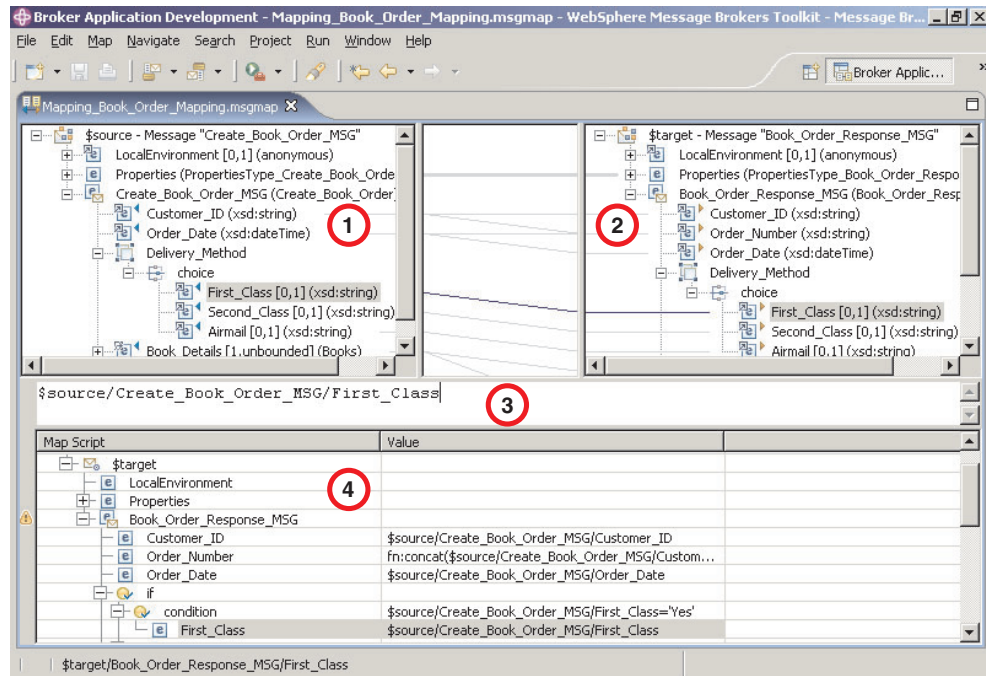 Broker Application Development - Mapping_Book_Order_Mapping.msgmap - WebSphere Message Brokers Toolkit - Message Br...
File Edit Map Navigate Search Project Run Window Help
Broker Applic...
»
Mapping_Book_Order_Mapping.msgmap
$source - Message "Create_Book_Order_MSG"
LocalEnvironment [0,1] (anonymous)
Properties (PropertiesType_Create_Book_Orde
Create_Book_Order_MSG (Create_Book_Order
Customer_ID (xsd:string)
Order_Date (xsd:dateTime)
Delivery_Method
choice
First_Class [0,1] (xsd:string)
Second_Class [0,1] (xsd:string)
Airmail [0,1] (xsd:string)
Book_Details [1,unbounded] (Books)
1
$target - Message "Book_Order_Response_MSG"
LocalEnvironment [0,1] (anonymous)
Properties (PropertiesType_Book_Order_Respo
Book_Order_Response_MSG (Book_Order_Resp
Customer_ID (xsd:string)
Order_Number (xsd:string)
Order_Date (xsd:dateTime)
Delivery_Method
choice
First_Class [0,1] (xsd:string)
Second_Class [0,1] (xsd:string)
Airmail [0,1] (xsd:string)
2
$source/Create_Book_Order_MSG/First_Class
3
Map Script Value
$target
LocalEnvironment
4
Properties
Book_Order_Response_MSG
Customer_ID $source/Create_Book_Order_MSG/Customer_ID
Order_Number fn:concat($source/Create_Book_Order_MSG/Custom...
Order_Date $source/Create_Book_Order_MSG/Order_Date
if
condition $source/Create_Book_Order_MSG/First_Class='Yes'
First_Class $source/Create_Book_Order_MSG/First_Class
$target/Book_Order_Response_MSG/First_Class